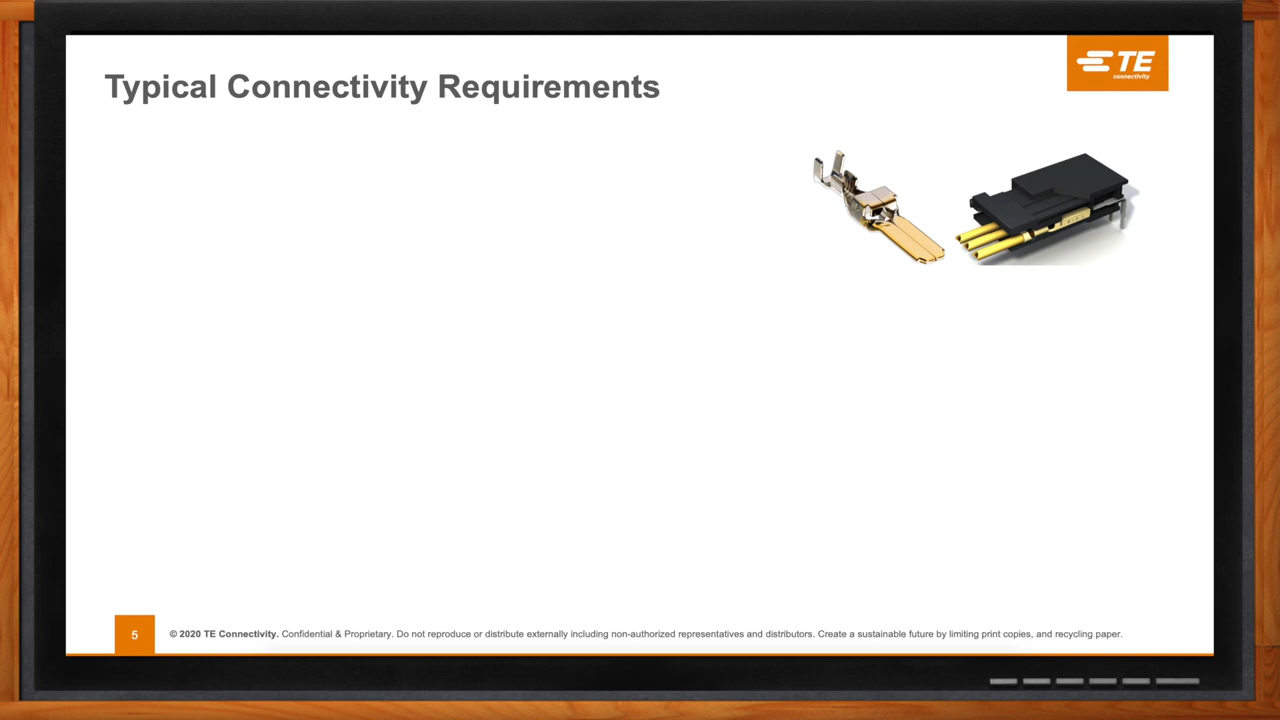 Typical Connectivity Requirements
TE
connectivity
5
© 2020 TE Connectivity. Confidential & Proprietary. Do not reproduce or distribute externally including non-authorized representatives and distributors. Create a sustainable future by limiting print copies, and recycling paper.